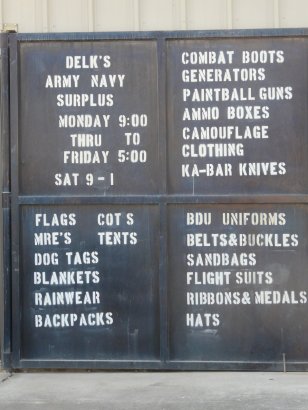 DELK'S
ARMY NAVY
SURPLUS
MONDAY 9:00
THRU TO
FRIDAY 5:00
SAT 9-1
COMBAT BOOTS
GENERATORS
PAINTBALL GUNS
AMMO BOXES
CAMOUFLAGE
CLOTHING
KA-BAR KNIVES
FLAGS COTS
MRE'S TENTS
DOG TAGS
BLANKETS
RAINWEAR
BACKPACKS
BDU UNIFORMS
BELTS&BUCKLES
SANDBAGS
FLIGHT SUITS
RIBBONS & MEDALS
HATS